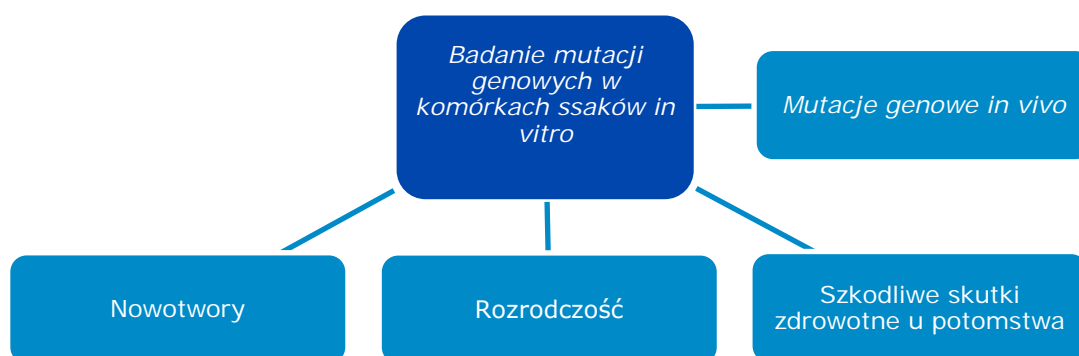 Badanie mutacji
genowych w
komórkach ssaków in
vitro
Mutacje genowe in vivo
Nowotwory
Rozrodczość
Szkodliwe skutki
zdrowotne u potomstwa